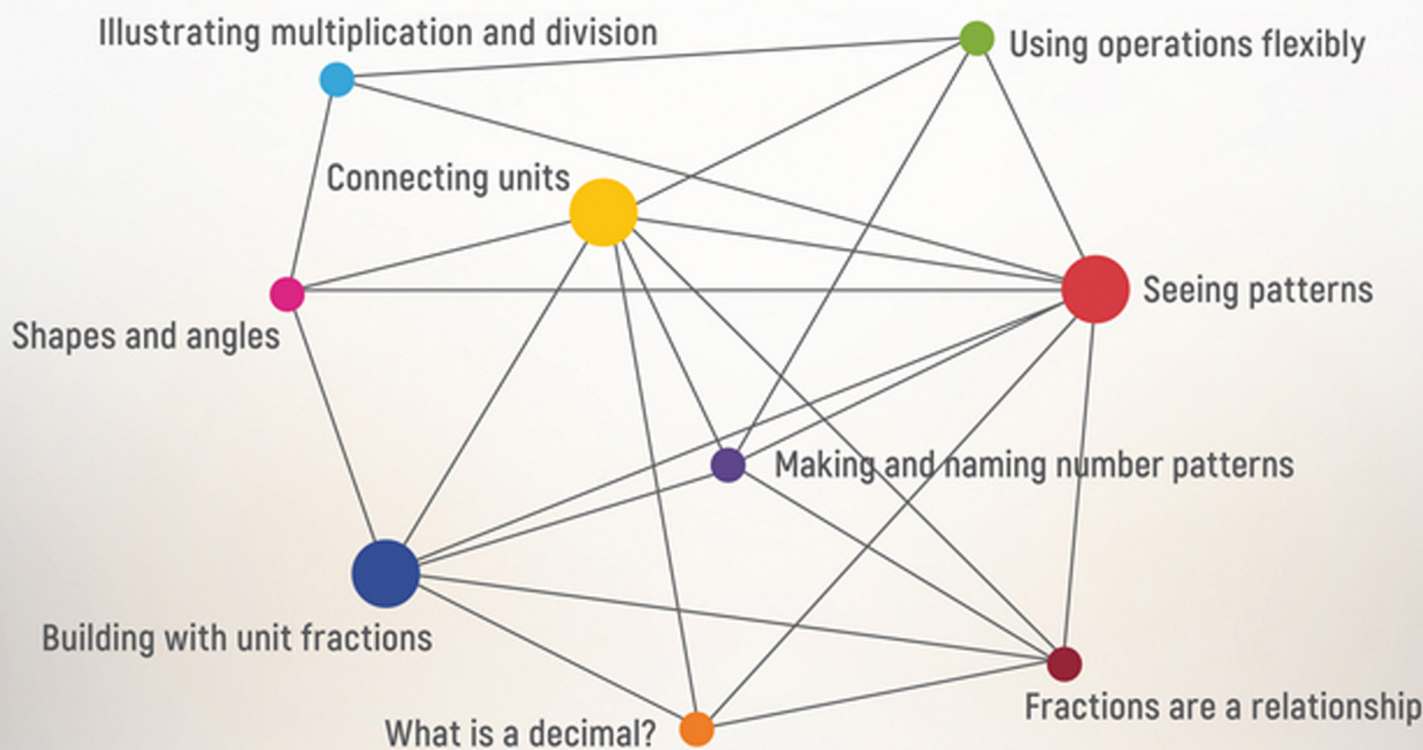 Illustrating multiplication and division
Using operations flexibly
Connecting units
Seeing patterns
Shapes and angles
Making and naming number patterns
Building with unit fractions
Fractions are a relationship
What is a decimal?